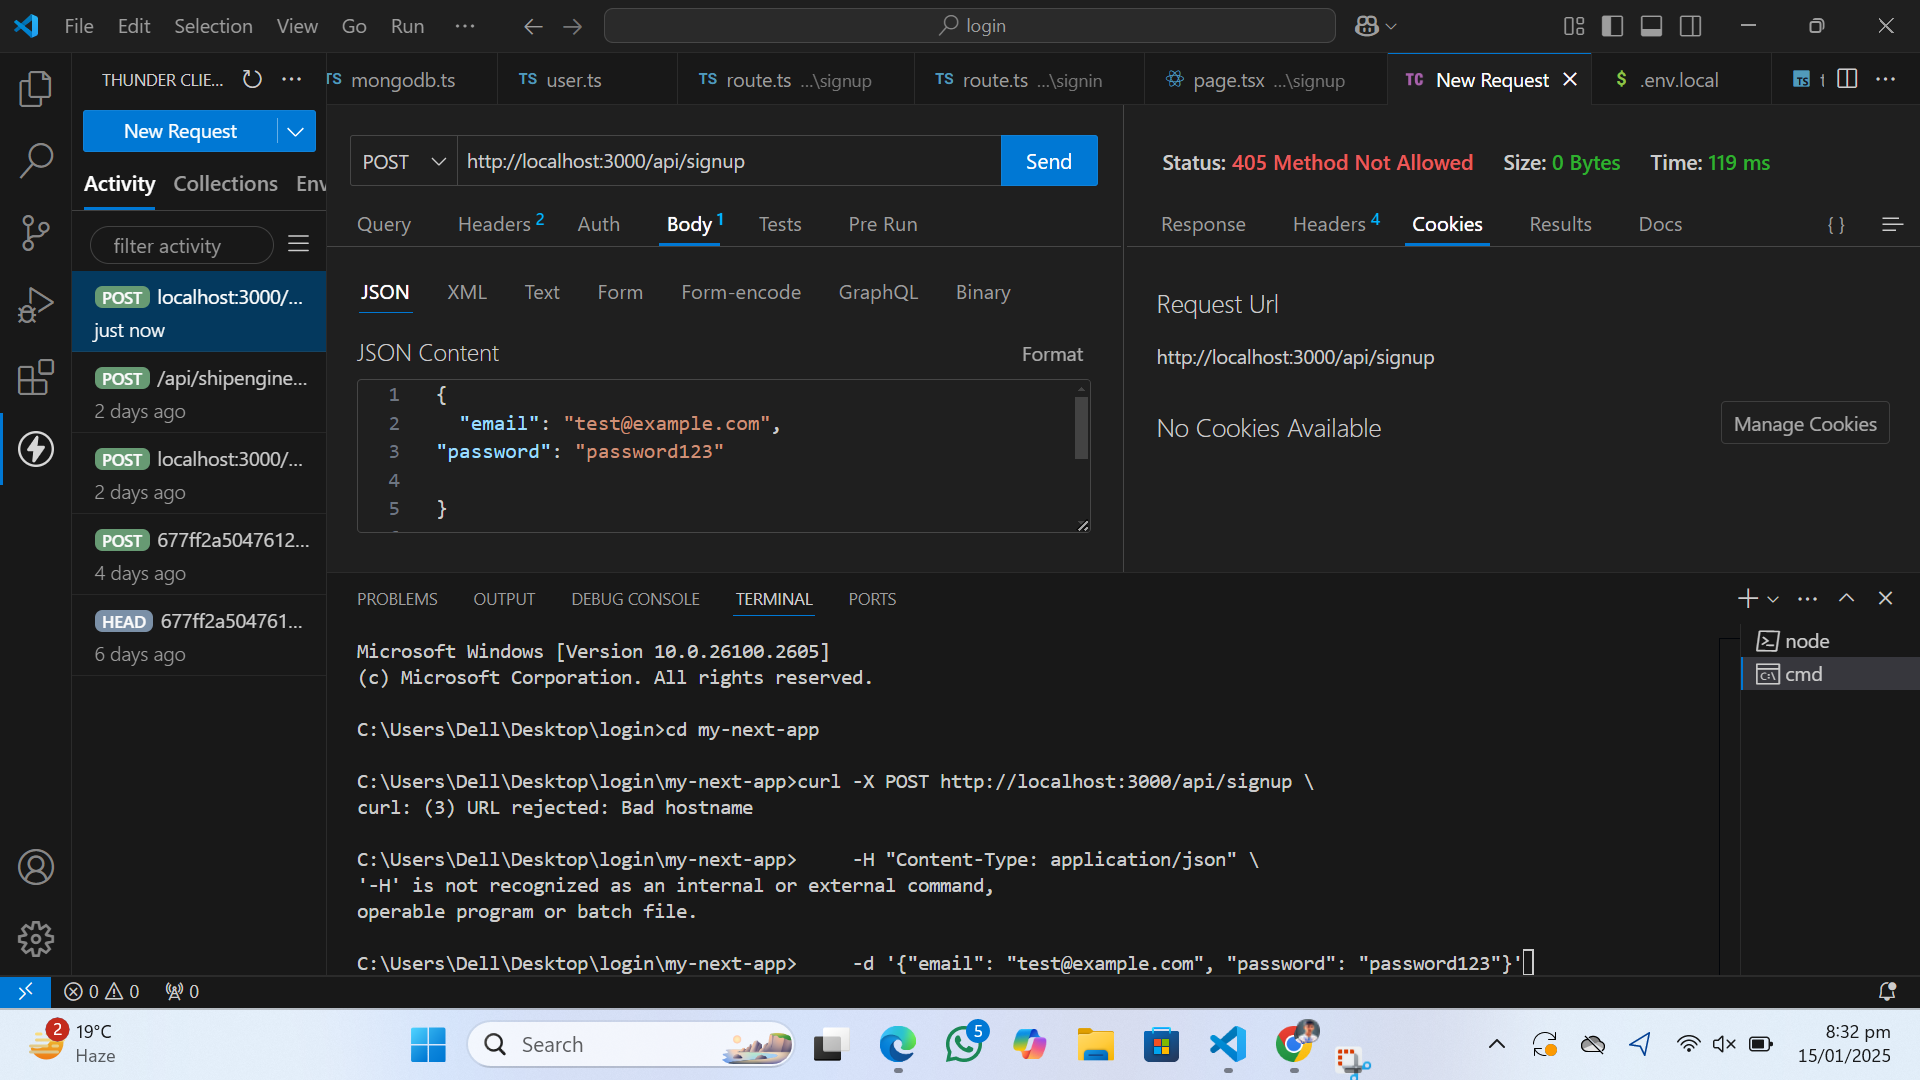 File Edit Selection View Go Run ... login
THUNDER CLIE... ...
TS mongodb.ts
TS user.ts
TS route.ts ...\signup
TS route.ts ...\signin
page.tsx ...\signup
TC New Request
$ .env.local
TS t ...
New Request
Activity Collections Env
filter activity
POST localhost:3000/...
just now
POST /api/shipengine...
2 days ago
POST localhost:3000/...
2 days ago
POST 677ff2a5047612...
4 days ago
HEAD 677ff2a504761...
6 days ago
POST http://localhost:3000/api/signup Send
Query Headers 2 Auth Body 1 Tests Pre Run
JSON XML Text Form Form-encode GraphQL Binary
JSON Content Format
1 {
2 "email": "test@example.com",
3 "password": "password123"
4
5 }
Status: 405 Method Not Allowed Size: 0 Bytes Time: 119 ms
Response Headers 4 Cookies Results Docs { }
Request Url
http://localhost:3000/api/signup
No Cookies Available Manage Cookies
PROBLEMS OUTPUT DEBUG CONSOLE TERMINAL PORTS
Microsoft Windows [Version 10.0.26100.2605]
(c) Microsoft Corporation. All rights reserved.
C:\Users\Dell\Desktop\login>cd my-next-app
C:\Users\Dell\Desktop\login\my-next-app>curl -X POST http://localhost:3000/api/signup \
curl: (3) URL rejected: Bad hostname
C:\Users\Dell\Desktop\login\my-next-app> -H "Content-Type: application/json" \
'-H' is not recognized as an internal or external command,
operable program or batch file.
C:\Users\Dell\Desktop\login\my-next-app> -d '{"email": "test@example.com", "password": "password123"}'
node
cmd
0 0 0
2 19°C
Haze
Search
5
8:32 pm
15/01/2025